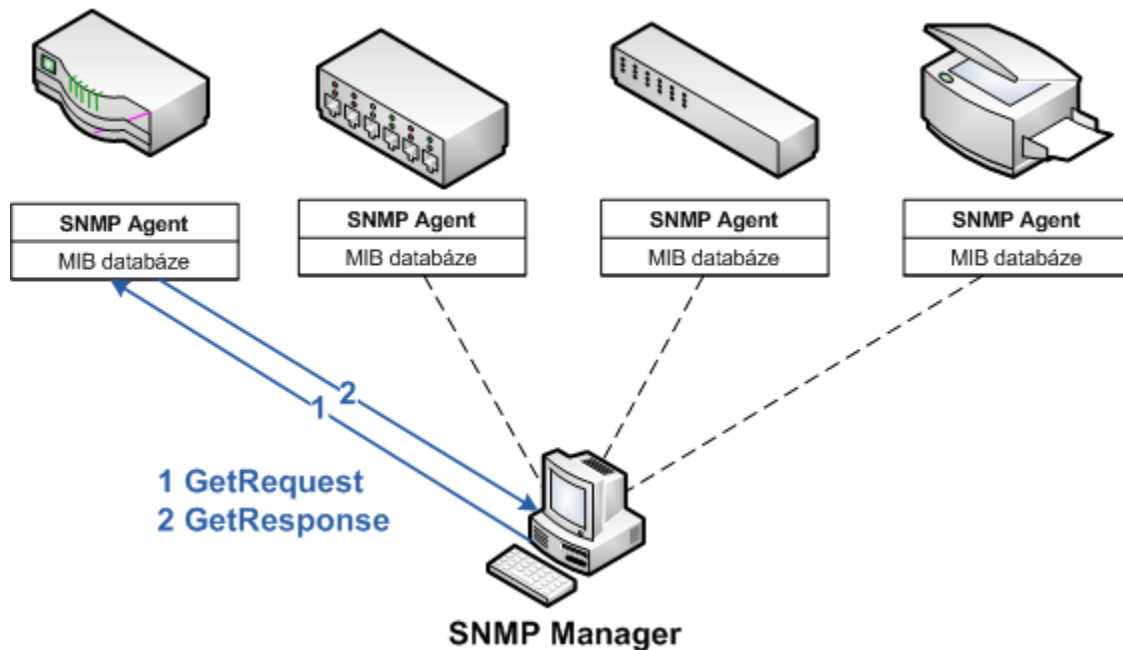 SNMP Agent
MIB databáze
SNMP Agent
MIB databáze
SNMP Agent
MIB databáze
SNMP Agent
MIB databáze
2
1
1 GetRequest
2 GetResponse
SNMP Manager